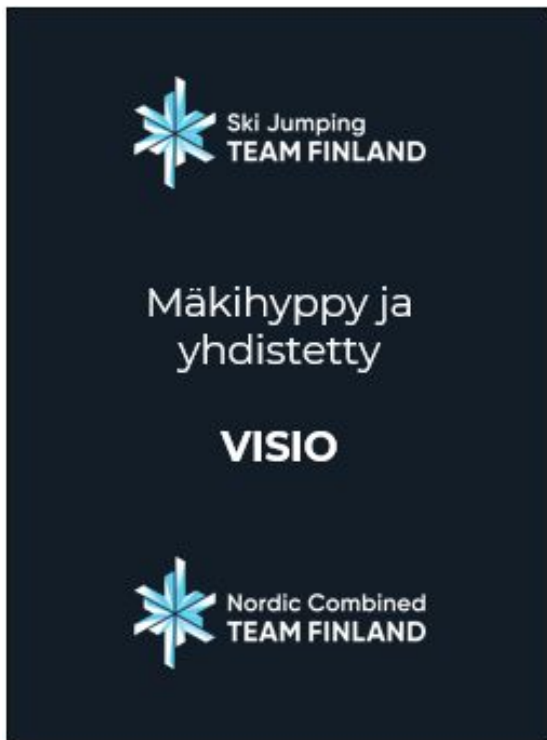 Ski Jumping
TEAM FINLAND
Mäkihyppy ja
yhdistetty
VISIO
Nordic Combined
TEAM FINLAND